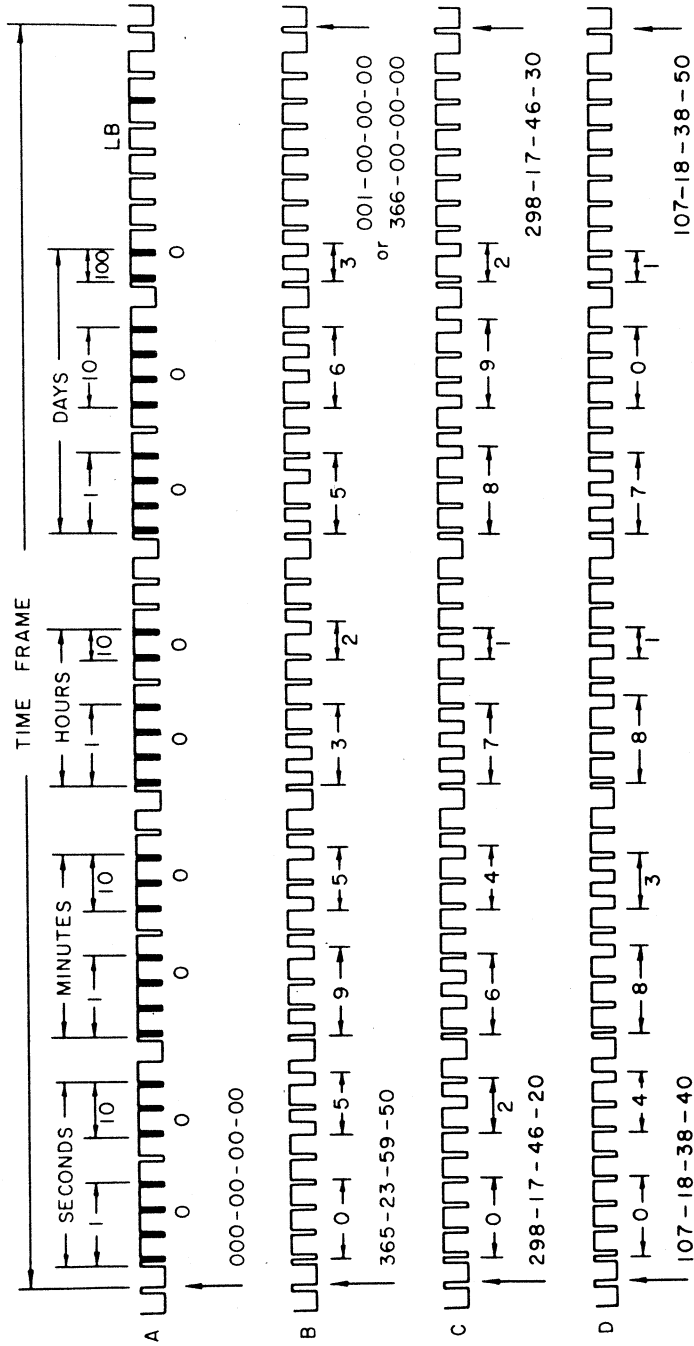 TIME FRAME
SECONDS MINUTES HOURS DAYS
1 10 1 10 1 10 1 10 100
LB
A
0 0 0 0 0 0 0 0 0
000-00-00-00
B
0 5 9 5 3 2 5 6 3
365-23-59-50
001-00-00-00
or
366-00-00-00
C
0 2 6 4 7 1 8 9 2
298-17-46-20
298-17-46-30
D
0 4 8 3 8 1 7 0 1
107-18-38-40
107-18-38-50